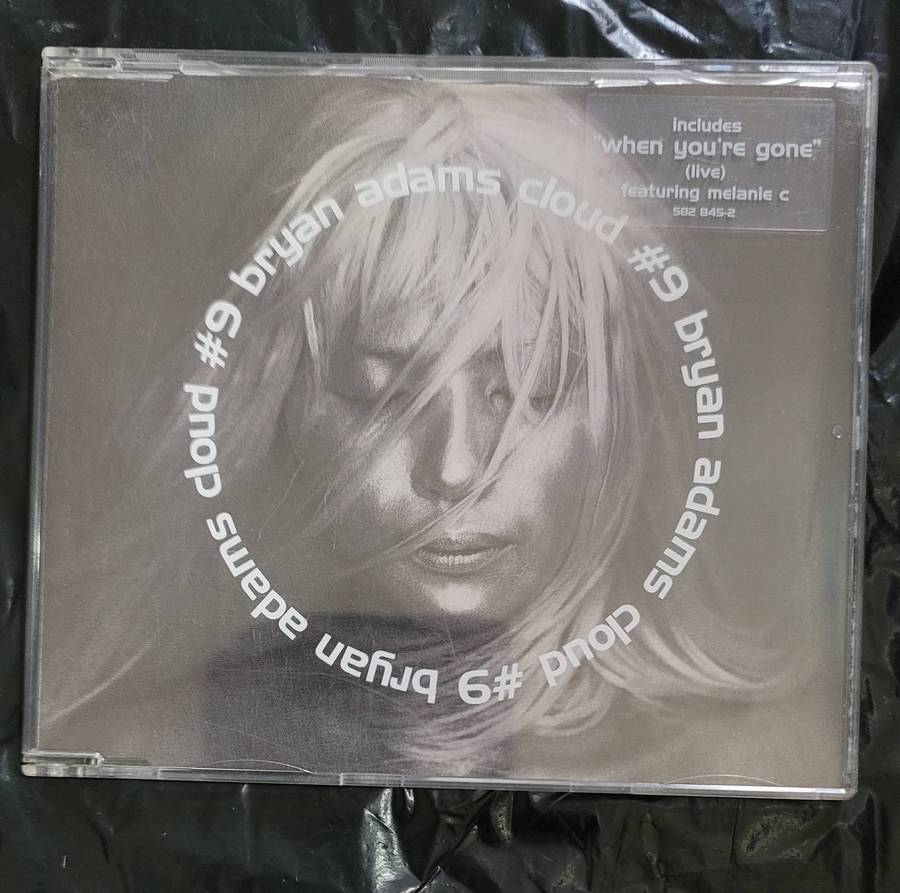 includes
"when you're gone"
(live)
featuring melanie c
582 845-2
bryan adams cloud #9 bryan adams cloud #9 bryan adams cloud #9